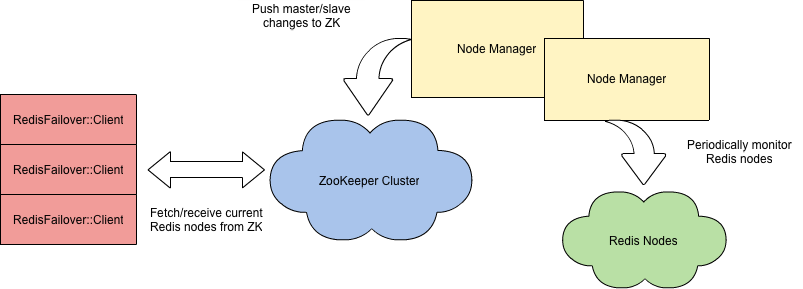 Push master/slave
changes to ZK
Node Manager
Node Manager
RedisFailover::Client
RedisFailover::Client
RedisFailover::Client
Fetch/receive current
Redis nodes from ZK
ZooKeeper Cluster
Periodically monitor
Redis nodes
Redis Nodes